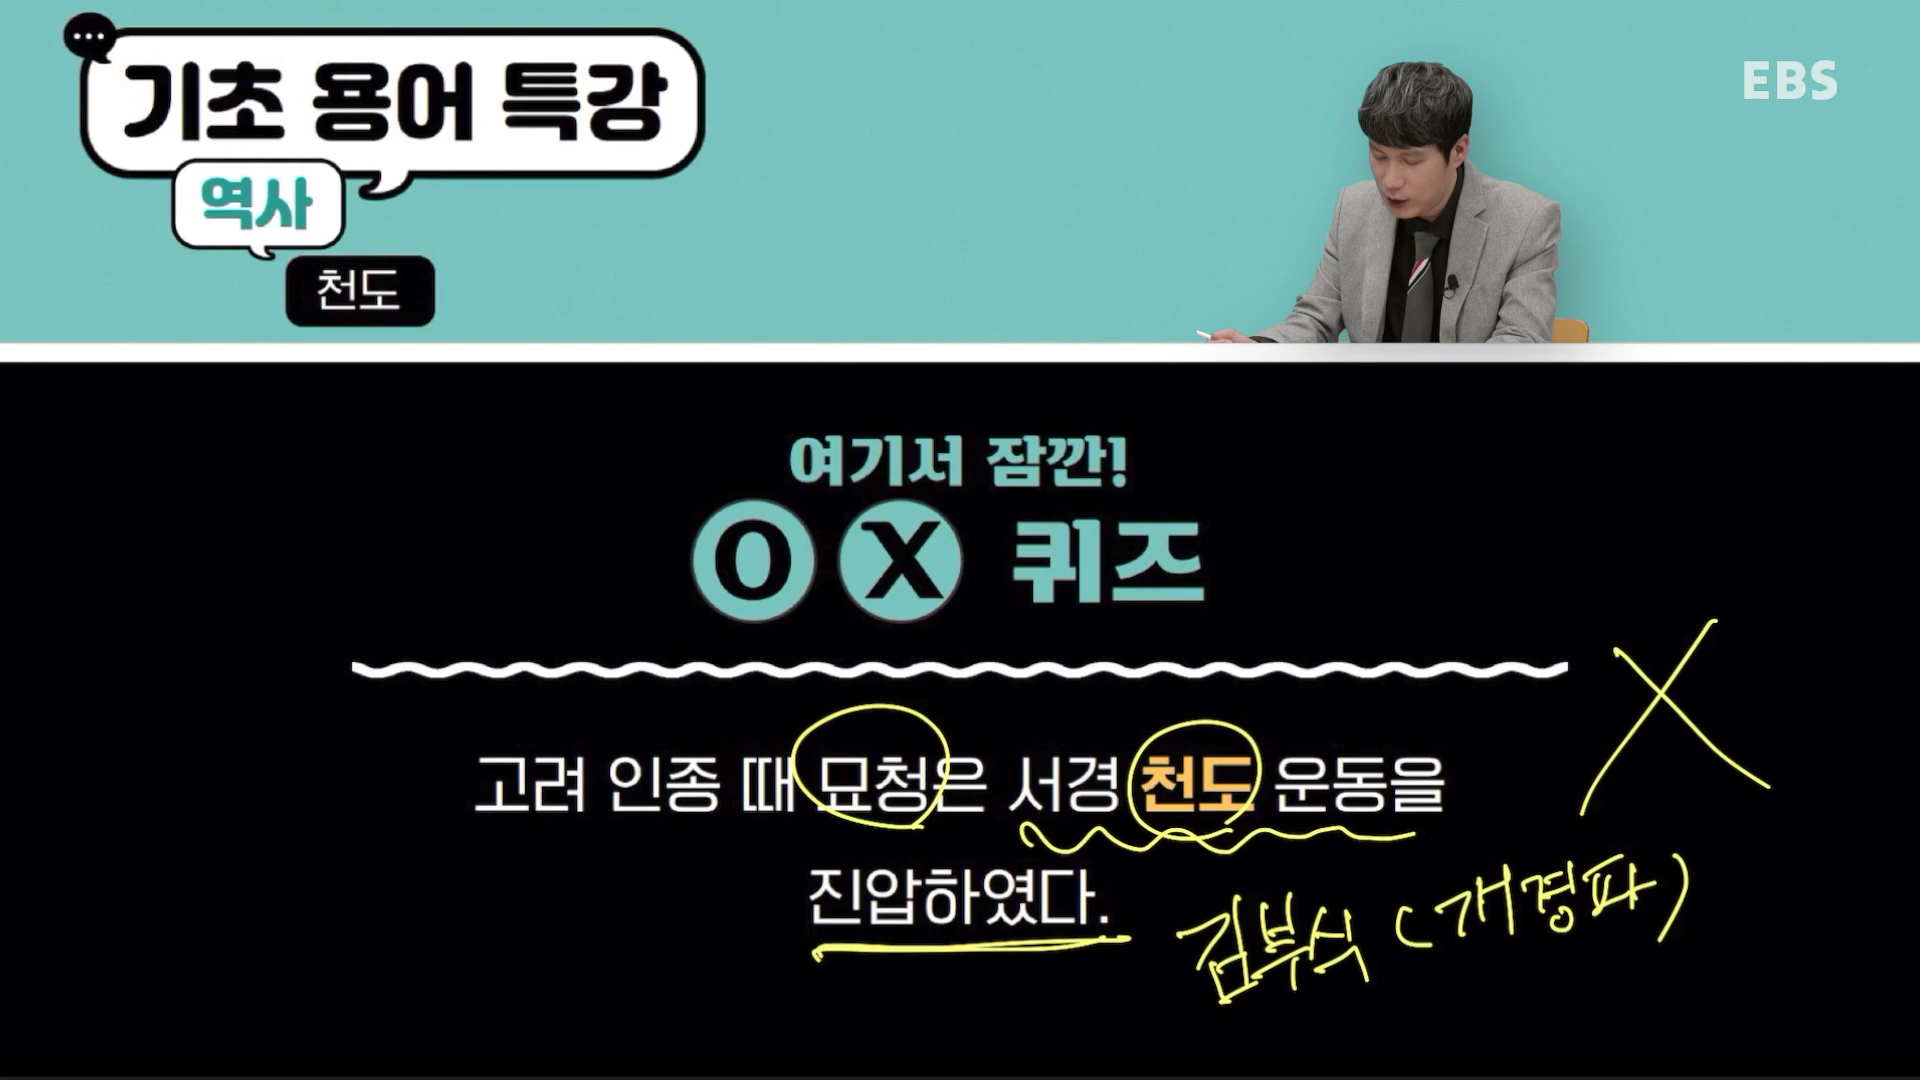 기초 용어 특강
EBS
역사
천도
여기서 잠깐!
O X 퀴즈
X
고려 인종 때 묘청은 서경 천도 운동을
진압하였다.
김부식 (개경파)